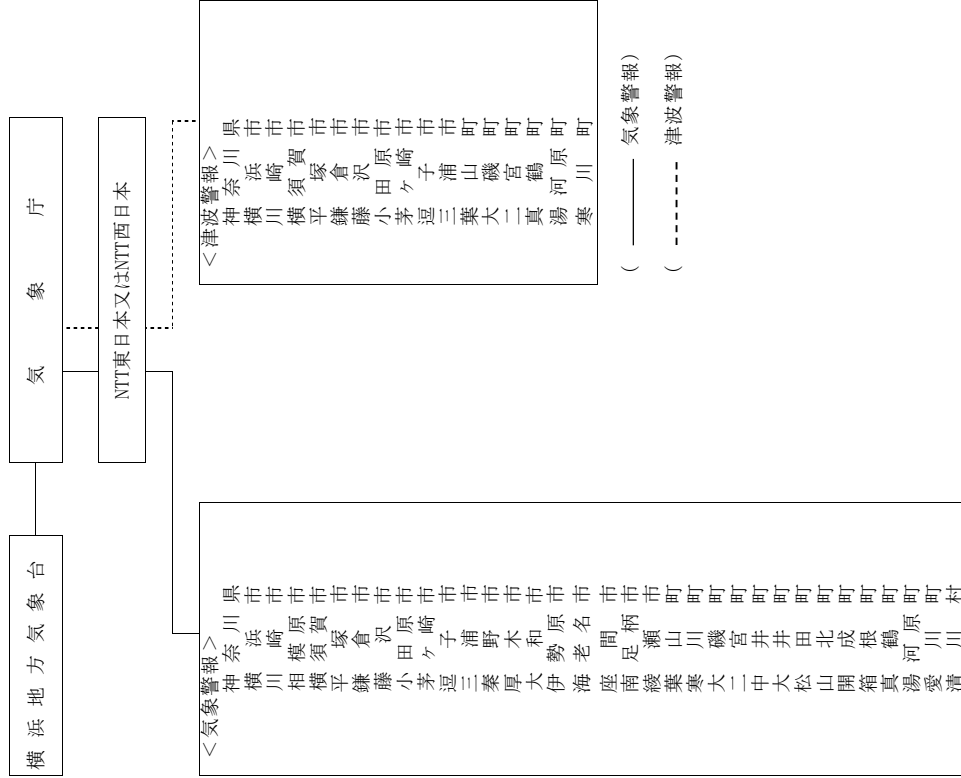 横浜地方気象台
気象庁
NTT東日本又はNTT西日本
＜気象警報＞
神奈川県
横浜市
川崎市
相模原市
横須賀市
平塚市
鎌倉市
藤沢市
小田原市
茅ヶ崎市
逗子市
三浦市
秦野市
厚木市
大和市
伊勢原市
海老名市
座間市
南足柄市
綾瀬市
葉山町
寒川町
大磯町
二宮町
中井町
大井町
松田町
山北町
開成町
箱根町
真鶴町
湯河原町
愛川町
清川村
＜津波警報＞
神奈川県
横浜市
川崎市
横須賀市
平塚市
鎌倉市
藤沢市
小田原市
茅ヶ崎市
逗子市
三浦市
葉山町
大磯町
二宮町
真鶴町
湯河原町
寒川町
( 気象警報)
( 津波警報)